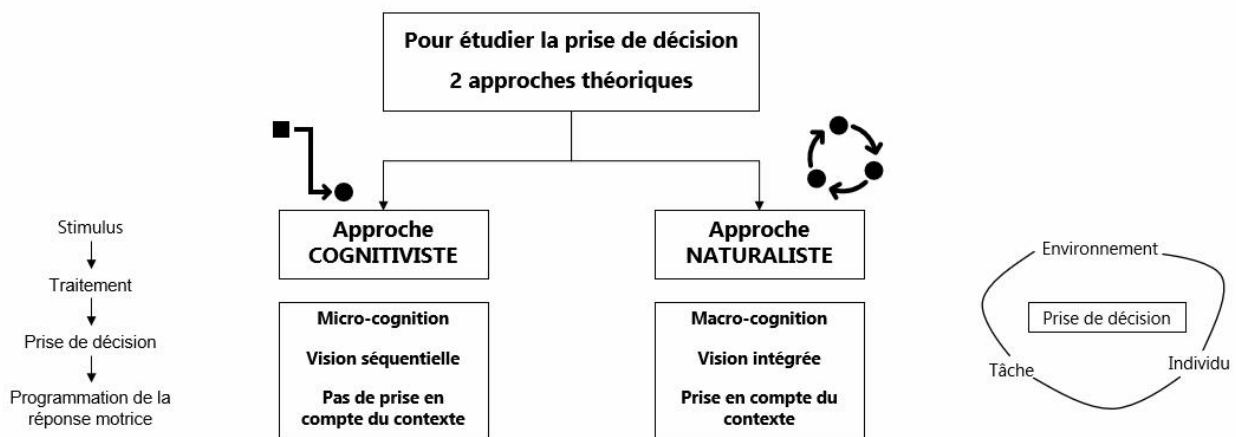 Pour étudier la prise de décision
2 approches théoriques
Stimulus
Traitement
Prise de décision
Programmation de la
réponse motrice
Approche
COGNITIVISTE
Micro-cognition
Vision séquentielle
Pas de prise en
compte du contexte
Approche
NATURALISTE
Macro-cognition
Vision intégrée
Prise en compte du
contexte
Environnement
Prise de décision
Tâche
Individu